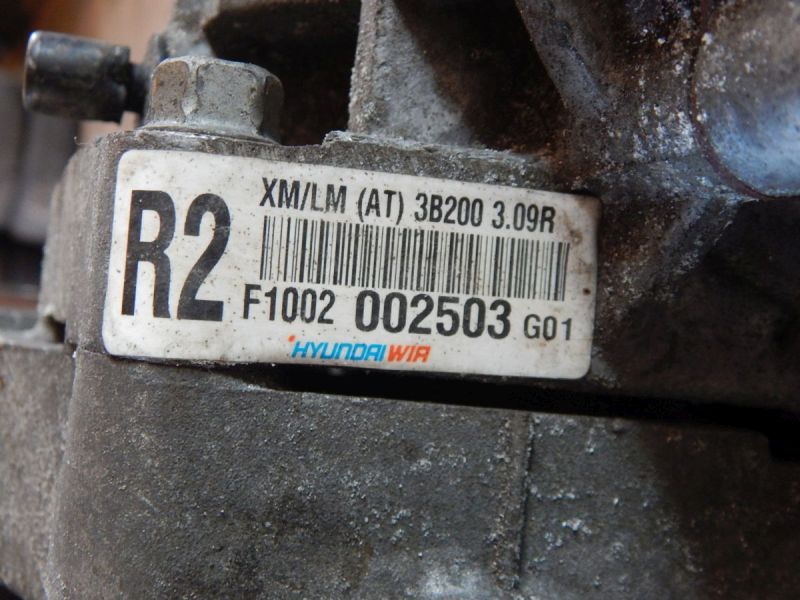 R2
XM/LM (AT) 3B200 3.09R
F1002 002503 G01
HYUNDAI WIA